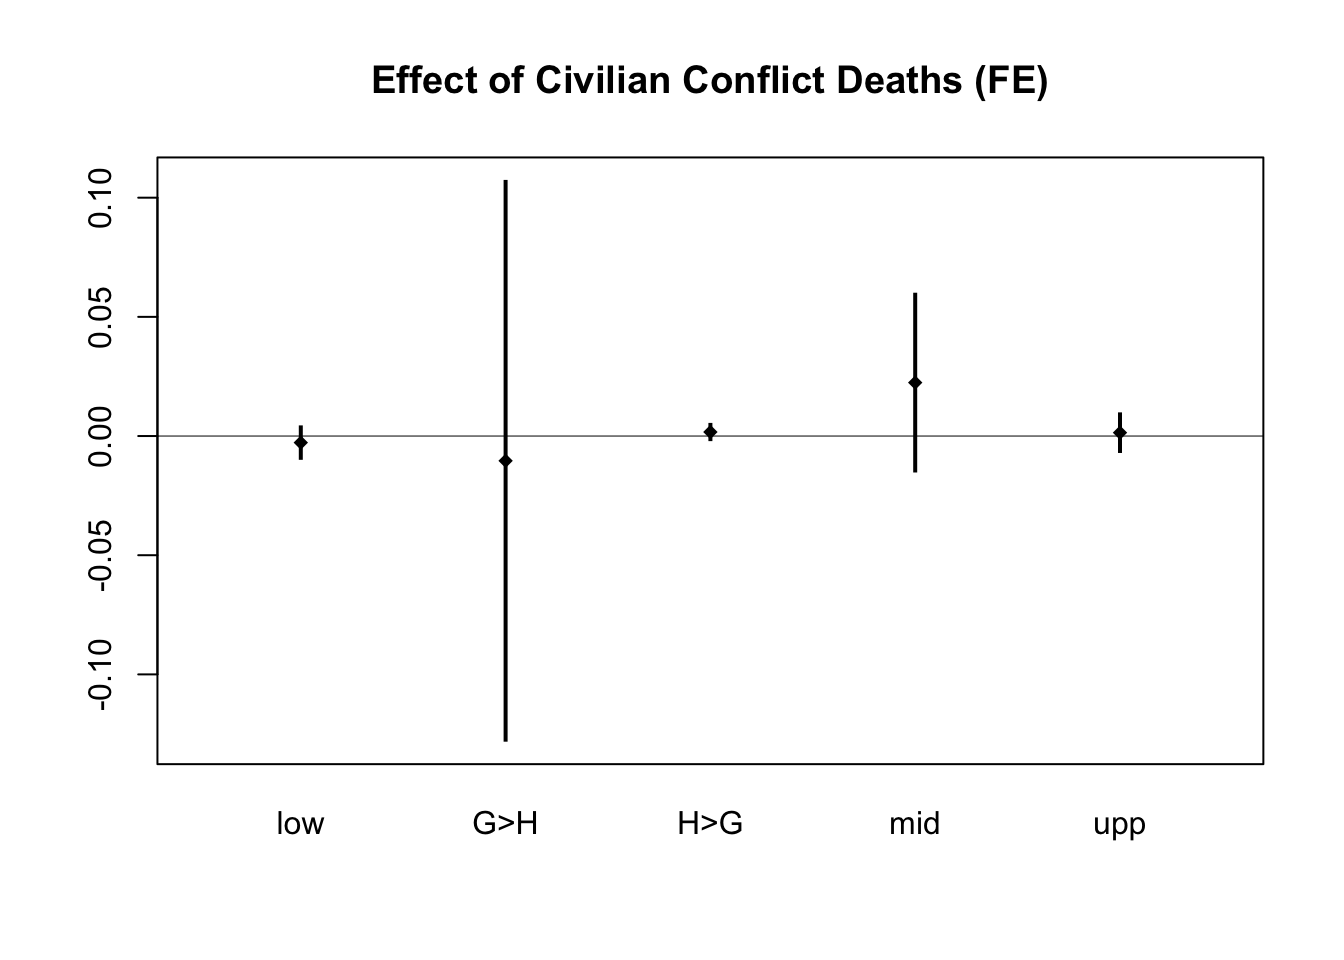 Effect of Civilian Conflict Deaths (FE)
0.10
0.05
0.00
-0.05
-0.10
low G>H H>G mid upp